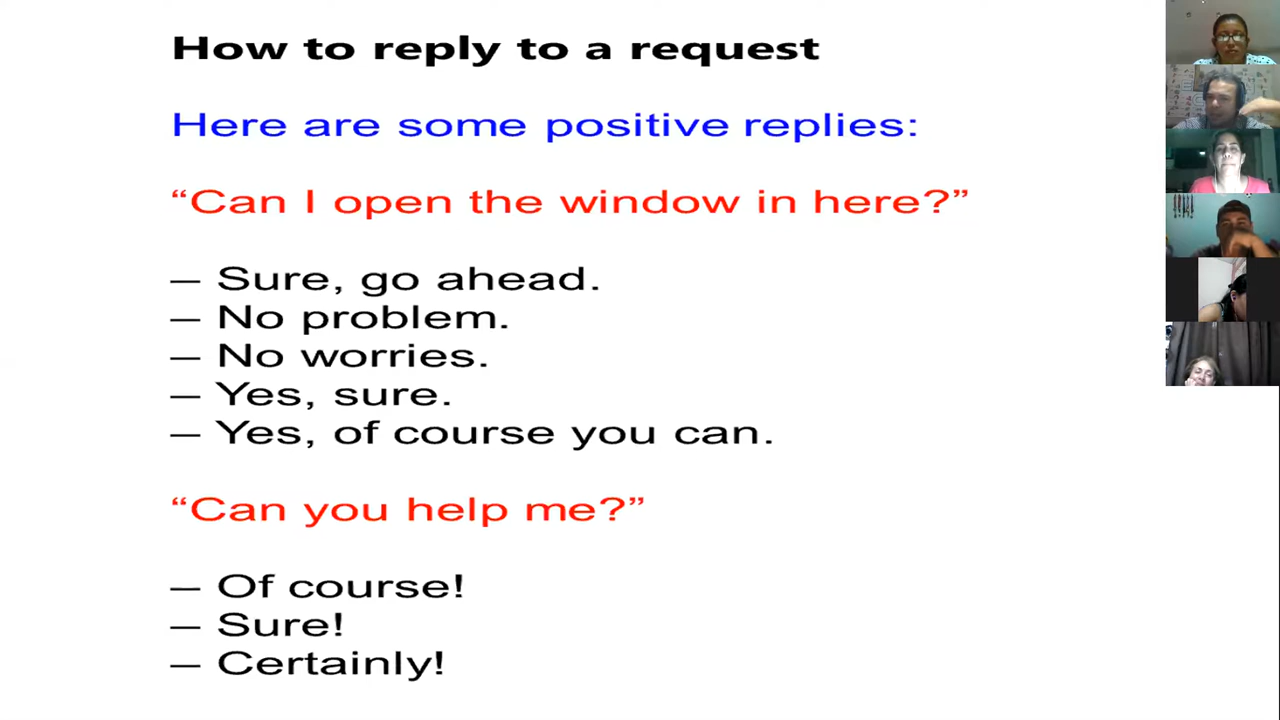 How to reply to a request
Here are some positive replies:
“Can I open the window in here?”
— Sure, go ahead.
— No problem.
— No worries.
— Yes, sure.
— Yes, of course you can.
“Can you help me?”
— Of course!
— Sure!
— Certainly!